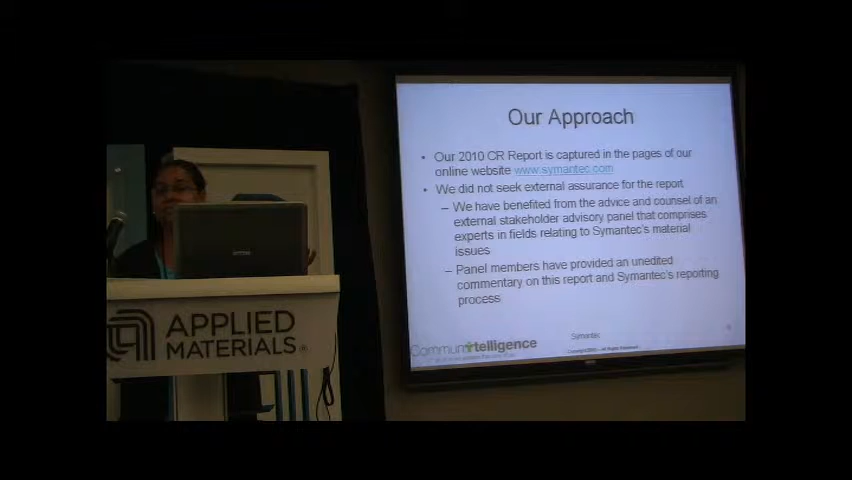 Our Approach
• Our 2010 CR Report is captured in the pages of our
online website www.symantec.com
• We did not seek external assurance for the report
– We have benefited from the advice and counsel of an
external stakeholder advisory panel that comprises
experts in fields relating to Symantec's material
issues
– Panel members have provided an unedited
commentary on this report and Symantec's reporting
process
Communitelligence
Symantec
APPLIED
MATERIALS®